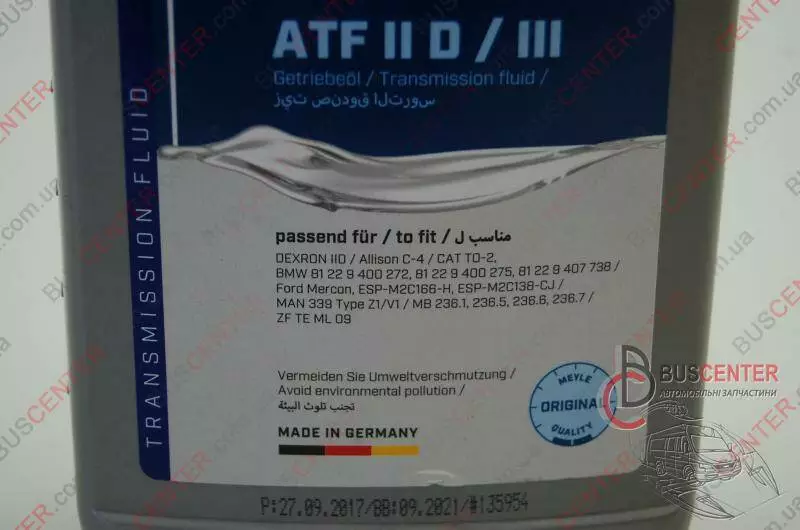 ATF II D / III
Getriebeöl / Transmission fluid /
زيت صندوق التروس
TRANSMISSION FLUID
passend für / to fit / مناسب ل
DEXRON IID / Allison C-4 / CAT TO-2,
BMW 81 22 9 400 272, 81 22 9 400 275, 81 22 9 407 738 /
Ford Mercon, ESP-M2C166-H, ESP-M2C138-CJ /
MAN 339 Type Z1/V1 / MB 236.1, 236.5, 236.6, 236.7 /
ZF TE ML 09
Vermeiden Sie Umweltverschmutzung /
Avoid environmental pollution /
تجنب تلوث البيئة
MADE IN GERMANY
MEYLE
ORIGINAL
QUALITY
BUSCENTER
АВТОМОБІЛЬНІ ЗАПЧАСТИНИ
P:27.09.2017/BB:09.2021/#135954
BUSCENTER.com.ua